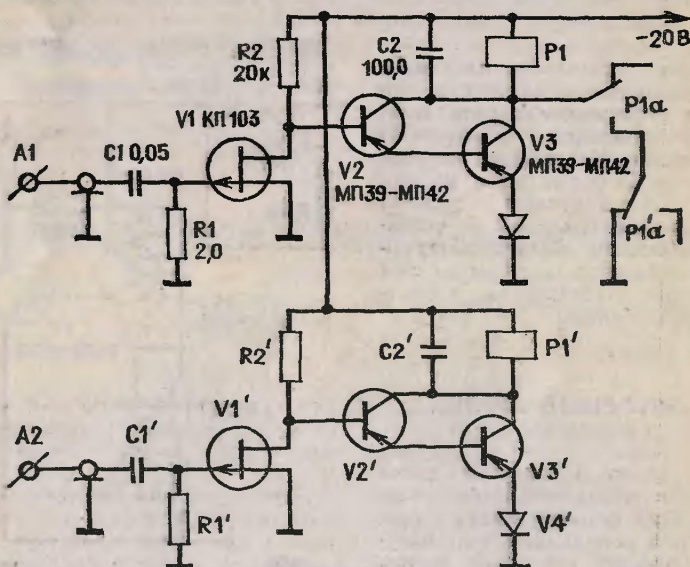 -20В
R2
20к
C2
100,0
P1
P1a
V1 КП103
A1
C1 0,05
V2
МП39-МП42
V3
МП39-МП42
R1
2,0
P1'a
R2'
C2'
P1'
V1'
A2
C1'
V2'
V3'
R1'
V4'